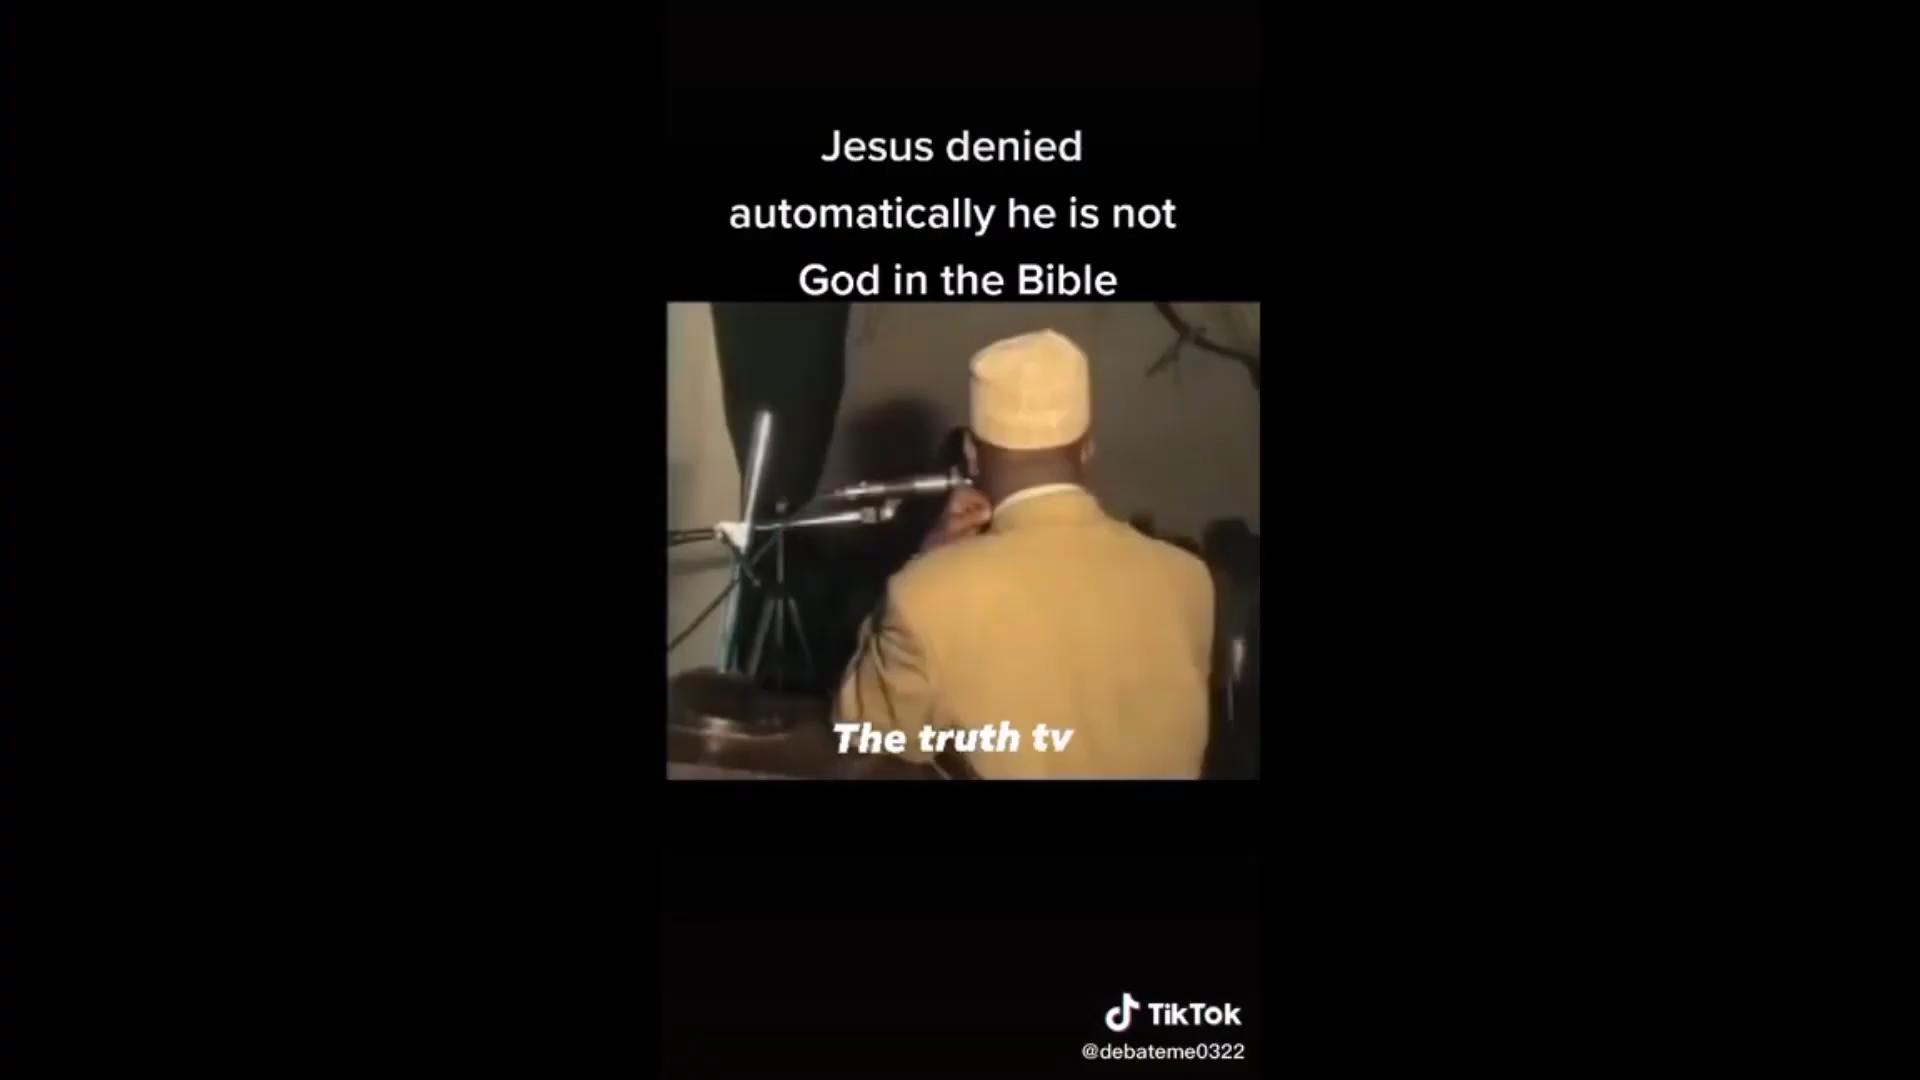 Jesus denied
automatically he is not
God in the Bible
The truth tv
TikTok
@debateme0322